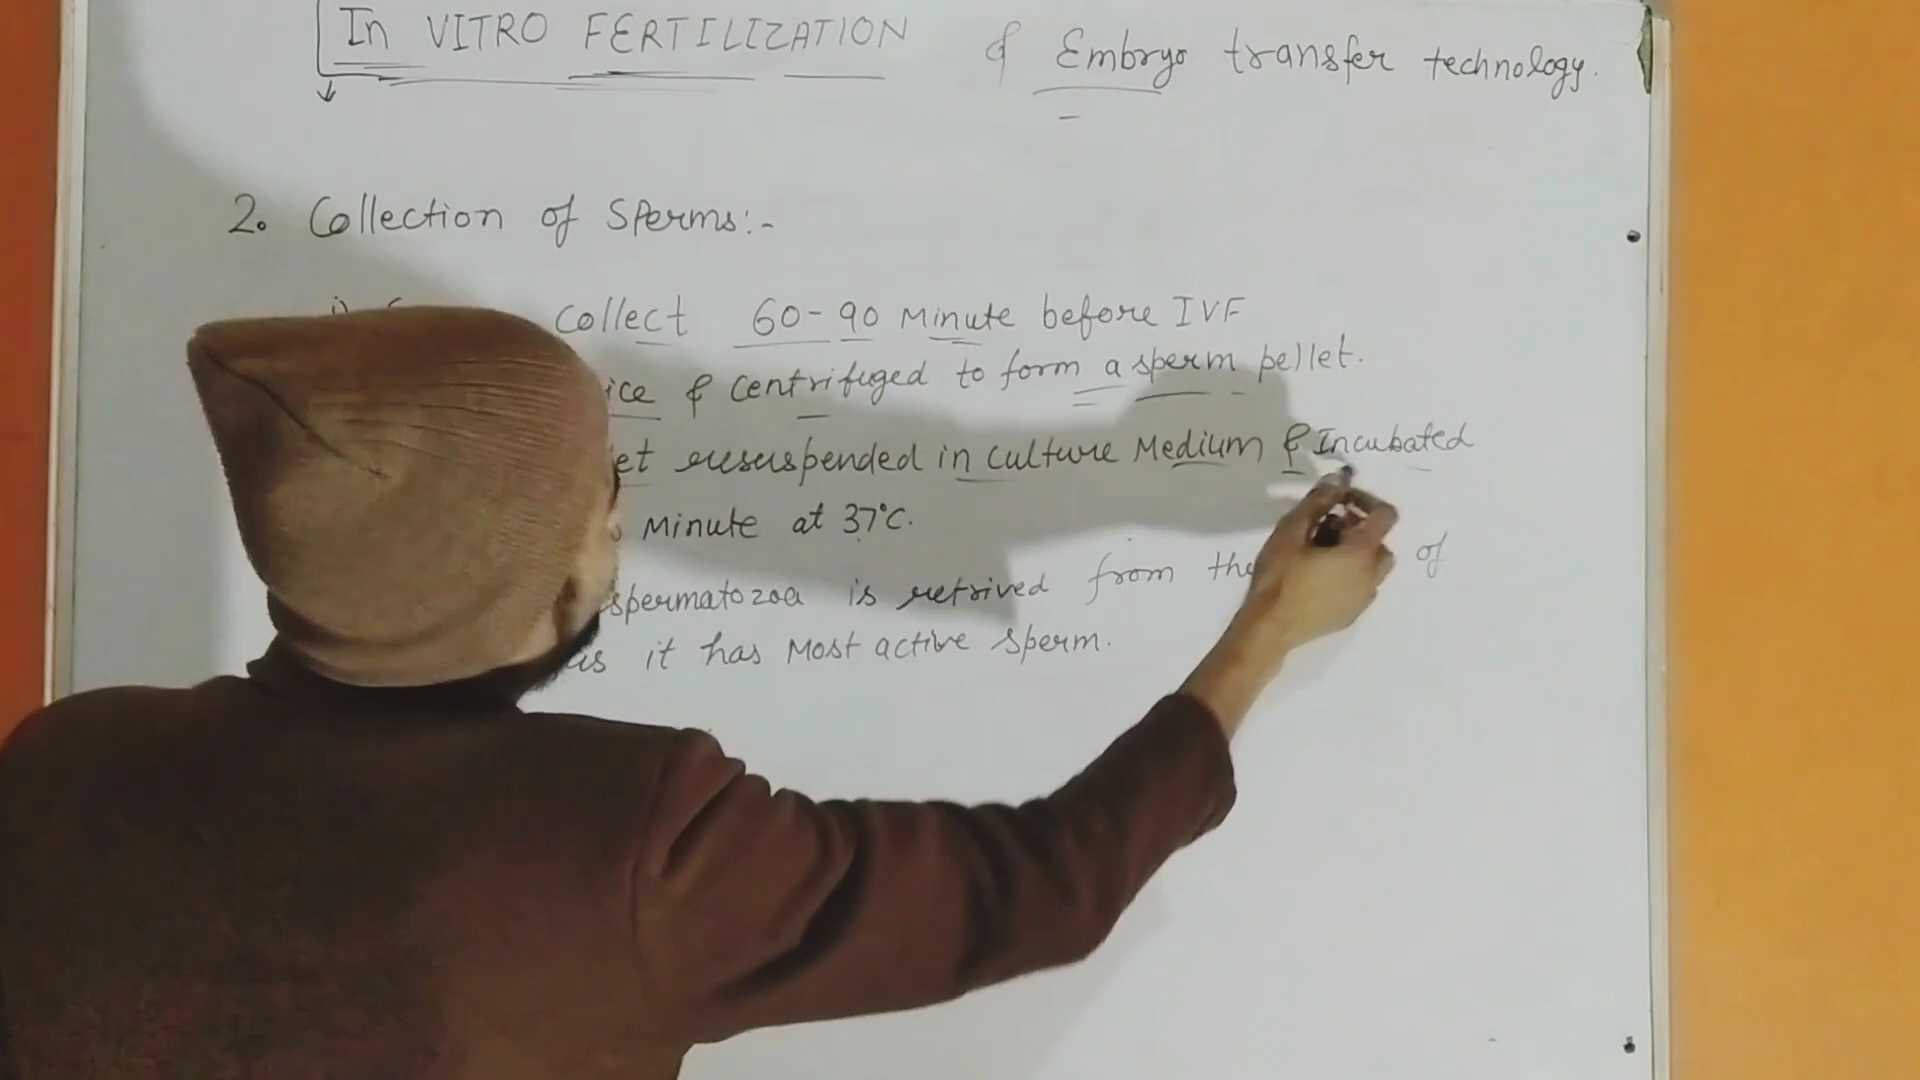 In VITRO FERTILIZATION & Embryo transfer technology.
2. Collection of Sperms:-
i) collect 60-90 Minute before IVF
& centrifuged to form a sperm pellet.
resuspended in culture Medium & Incubated
Minute at 37°C.
spermatozoa is retrived from the of
it has Most active sperm.